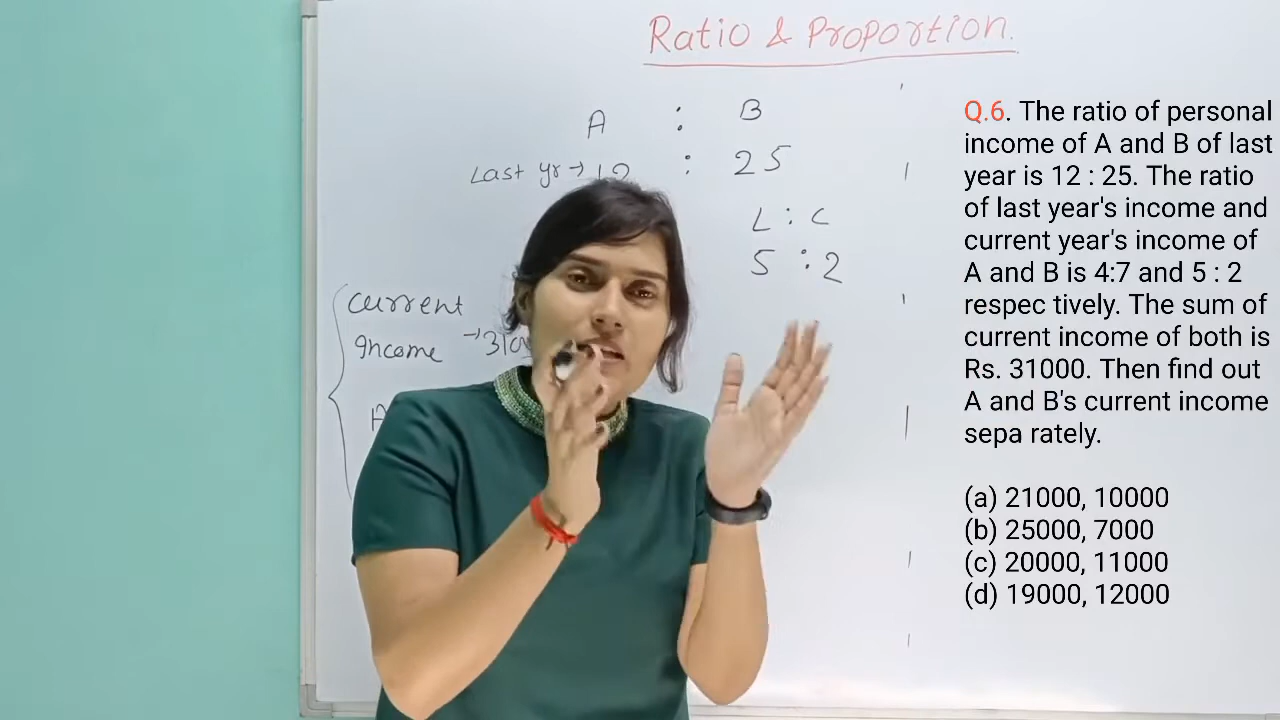 Ratio & Proportion.
A : B
Last yr → 12 : 25
L : C
5 : 2
Current
Income
Q.6. The ratio of personal
income of A and B of last
year is 12 : 25. The ratio
of last year's income and
current year's income of
A and B is 4:7 and 5 : 2
respec tively. The sum of
current income of both is
Rs. 31000. Then find out
A and B's current income
sepa rately.
(a) 21000, 10000
(b) 25000, 7000
(c) 20000, 11000
(d) 19000, 12000